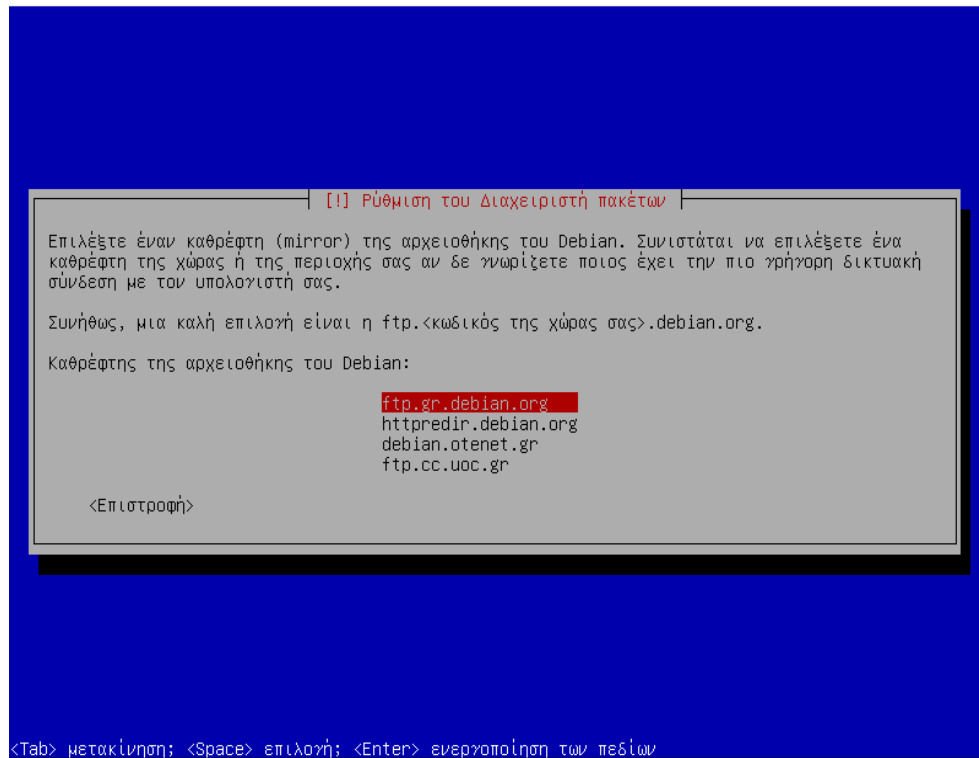 [!] Ρύθμιση του Διαχειριστή πακέτων
Επιλέξτε έναν καθρέφτη (mirror) της αρχειοθήκης του Debian. Συνιστάται να επιλέξετε ένα
καθρέφτη της χώρας ή της περιοχής σας αν δε γνωρίζετε ποιος έχει την πιο γρήγορη δικτυακή
σύνδεση με τον υπολογιστή σας.
Συνήθως, μια καλή επιλογή είναι η ftp.<κωδικός της χώρας σας>.debian.org.
Καθρέφτης της αρχειοθήκης του Debian:
ftp.gr.debian.org
httpredir.debian.org
debian.otenet.gr
ftp.cc.uoc.gr
<Επιστροφή>
<Tab> μετακίνηση; <Space> επιλογή; <Enter> ενεργοποίηση των πεδίων